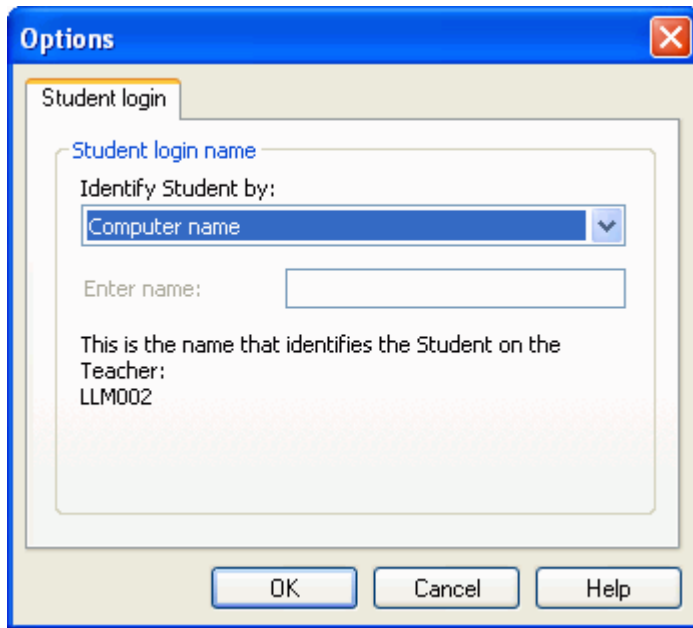 Options
Student login
Student login name
Identify Student by:
Computer name
Enter name:
This is the name that identifies the Student on the
Teacher:
LLM002
OK Cancel Help